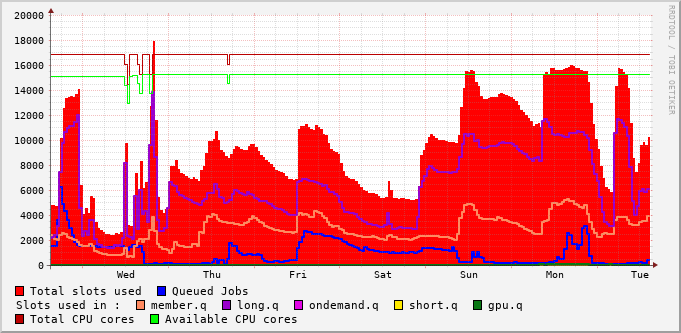 20000
18000
16000
14000
12000
10000
8000
6000
4000
2000
0
Wed Thu Fri Sat Sun Mon Tue
Total slots used Queued Jobs
Slots used in : member.q long.q ondemand.q short.q gpu.q
Total CPU cores Available CPU cores
RRDTOOL / TOBI OETIKER